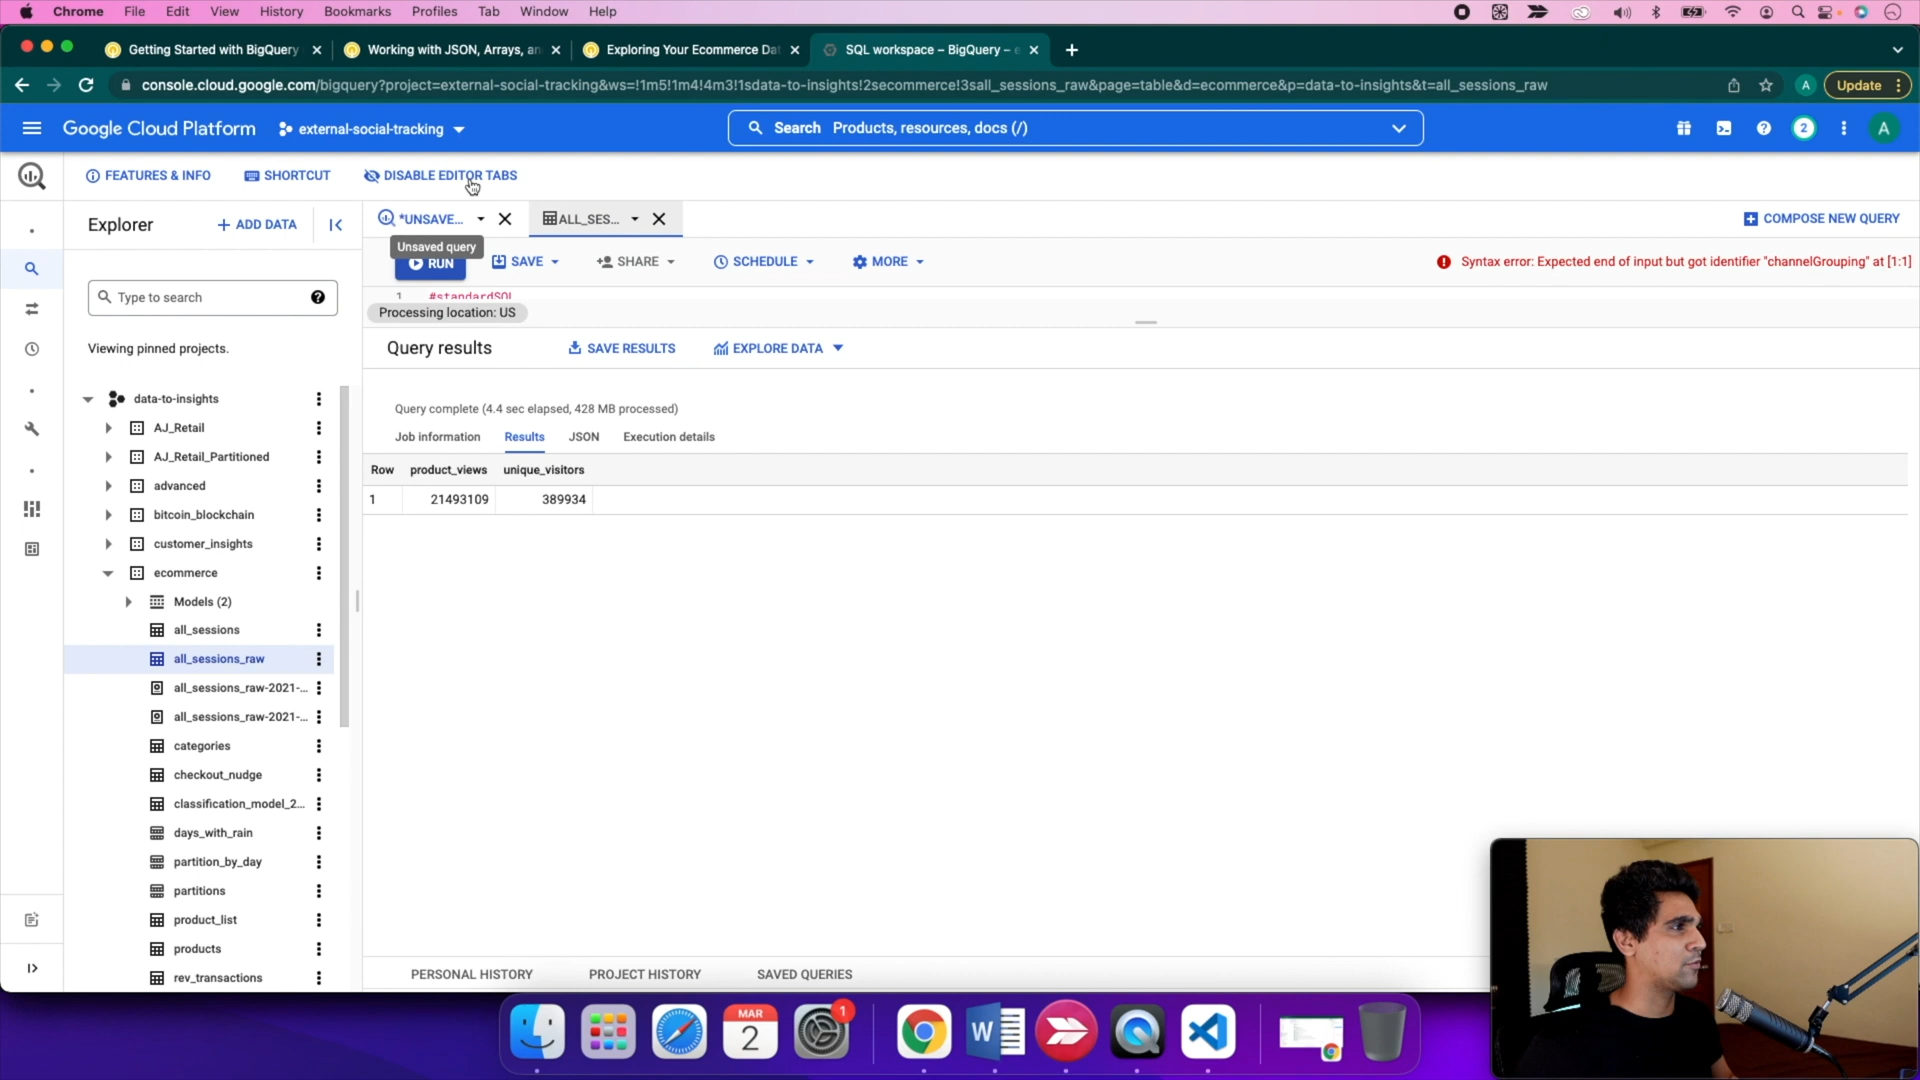 Chrome File Edit View History Bookmarks Profiles Tab Window Help
Getting Started with BigQuery
Working with JSON, Arrays, an
Exploring Your Ecommerce Dat
SQL workspace – BigQuery – e
console.cloud.google.com/bigquery?project=external-social-tracking&ws=!1m5!1m4!4m3!1sdata-to-insights!2secommerce!3sall_sessions_raw&page=table&d=ecommerce&p=data-to-insights&t=all_sessions_raw
A
Update
Google Cloud Platform
external-social-tracking
Search Products, resources, docs (/)
2
A
FEATURES & INFO
SHORTCUT
DISABLE EDITOR TABS
Explorer
+ ADD DATA
*UNSAVE...
ALL_SES...
COMPOSE NEW QUERY
Unsaved query
RUN
SAVE
SHARE
SCHEDULE
MORE
Syntax error: Expected end of input but got identifier "channelGrouping" at [1:1]
Type to search
1 #standardSQL
Processing location: US
Viewing pinned projects.
Query results
SAVE RESULTS
EXPLORE DATA
Query complete (4.4 sec elapsed, 428 MB processed)
Job information
Results
JSON
Execution details
Row product_views unique_visitors
1 21493109 389934
data-to-insights
AJ_Retail
AJ_Retail_Partitioned
advanced
bitcoin_blockchain
customer_insights
ecommerce
Models (2)
all_sessions
all_sessions_raw
all_sessions_raw-2021-...
all_sessions_raw-2021-...
categories
checkout_nudge
classification_model_2...
days_with_rain
partition_by_day
partitions
product_list
products
rev_transactions
PERSONAL HISTORY
PROJECT HISTORY
SAVED QUERIES
MAR
2
1
W